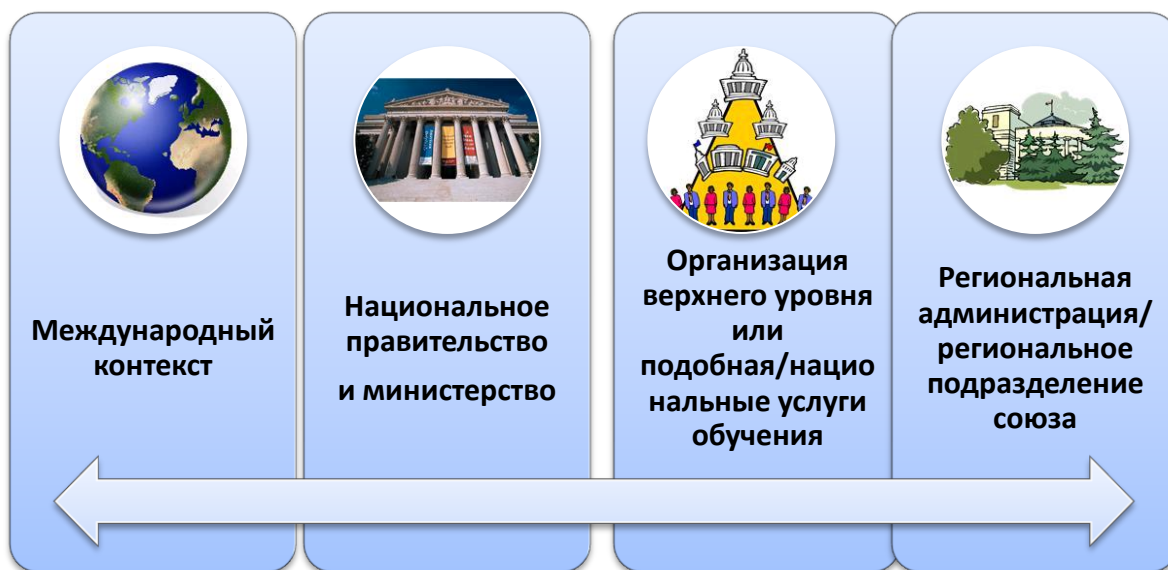 Международный
контекст
Национальное
правительство
и министерство
Организация
верхнего уровня
или
подобная/нацио
нальные услуги
обучения
Региональная
администрация/
региональное
подразделение
союза